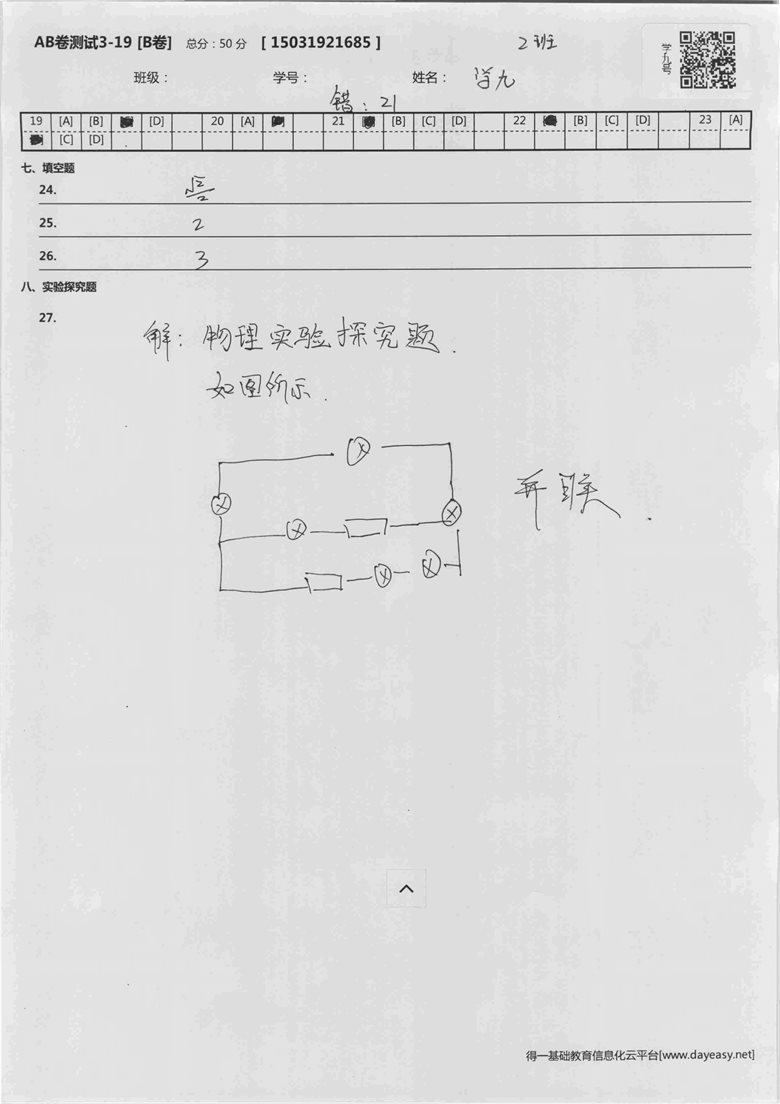 AB卷测试3-19 [B卷] 总分：50 分 [ 15031921685 ] 2班
学九号
班级： 学号： 姓名： 学九
错：21
19 [A] [B] [D] 20 [A] 21 [B] [C] [D] 22 [B] [C] [D] 23 [A]
[C] [D]
七、填空题
24. √2/2
25. 2
26. 3
八、实验探究题
27.
解：物理实验探究题.
如图所示.
并联.
得一基础教育信息化云平台[www.dayeasy.net]